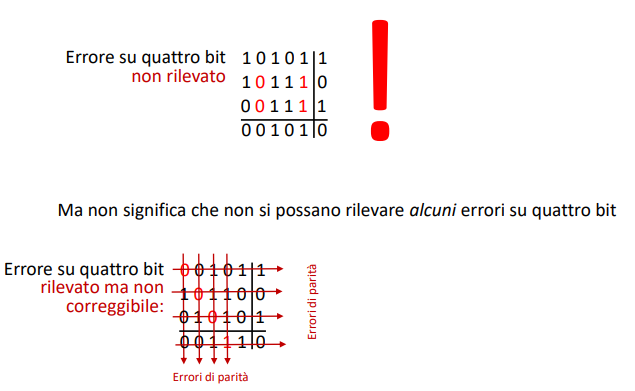 Errore su quattro bit
non rilevato
1 0 1 0 1 1
1 0 1 1 1 0
0 0 1 1 1 1
0 0 1 0 1 0
!
Ma non significa che non si possano rilevare alcuni errori su quattro bit
Errore su quattro bit
rilevato ma non
correggibile:
0 0 1 0 1 1
1 0 1 1 0 0
0 1 0 1 0 1
0 0 1 1 1 0
Errori di parità
Errori di parità